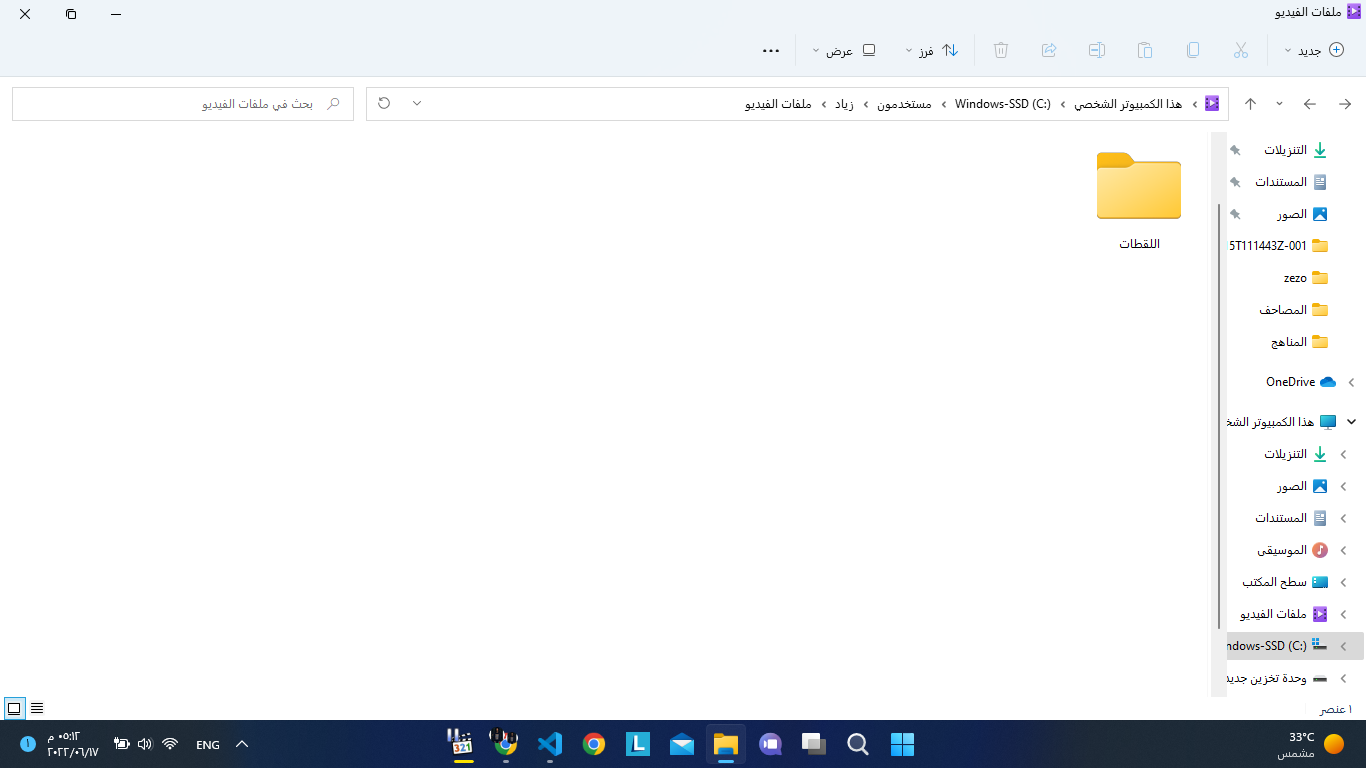 ملفات الفيديو
جديد
فرز
عرض
هذا الكمبيوتر الشخصي › Windows-SSD (C:) › مستخدمون › زياد › ملفات الفيديو
بحث في ملفات الفيديو
التنزيلات
المستندات
الصور
5T111443Z-001
zezo
المصاحف
المناهج
OneDrive
هذا الكمبيوتر الشخ
التنزيلات
الصور
المستندات
الموسيقى
سطح المكتب
ملفات الفيديو
ndows-SSD (C:)
وحدة تخزين جديد
اللقطات
١ عنصر
33°C
مشمس
321
L
ENG
٠٥:١٢ م
٢٠٢٢/٠٦/١٧
١